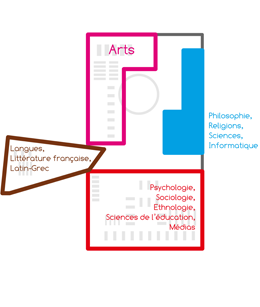 Arts
Philosophie,
Religions,
Sciences,
Informatique
Langues,
Littérature française,
Latin-Grec
Psychologie,
Sociologie,
Ethnologie,
Sciences de l'éducation,
Médias